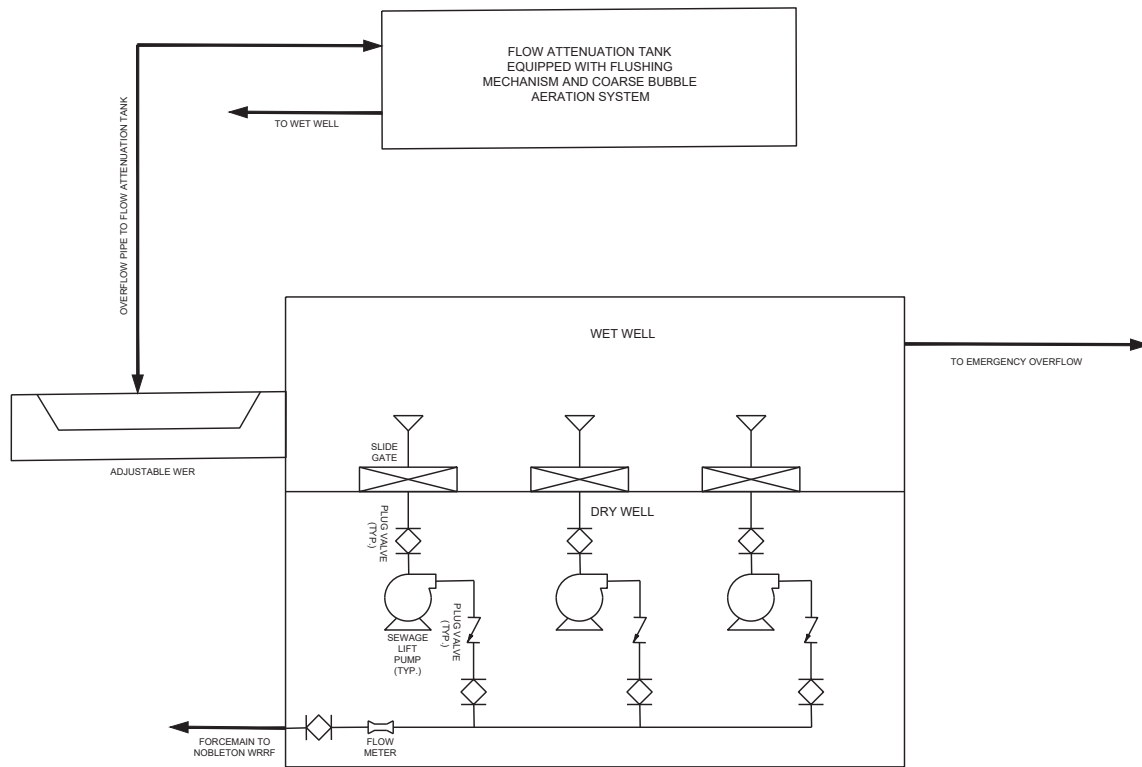 FLOW ATTENUATION TANK
EQUIPPED WITH FLUSHING
MECHANISM AND COARSE BUBBLE
AERATION SYSTEM
TO WET WELL
OVERFLOW PIPE TO FLOW ATTENUATION TANK
WET WELL
TO EMERGENCY OVERFLOW
ADJUSTABLE WER
SLIDE
GATE
DRY WELL
PLUG VALVE
(TYP.)
PLUG VALVE
(TYP.)
SEWAGE
LIFT
PUMP
(TYP.)
FORCEMAIN TO
NOBLETON WRRF
FLOW
METER